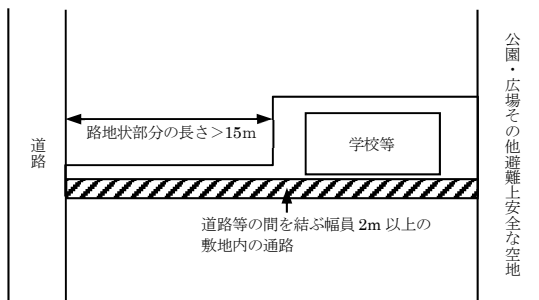 道路
路地状部分の長さ＞15m
学校等
道路等の間を結ぶ幅員 2m 以上の
敷地内の通路
公園・広場その他避難上安全な空地